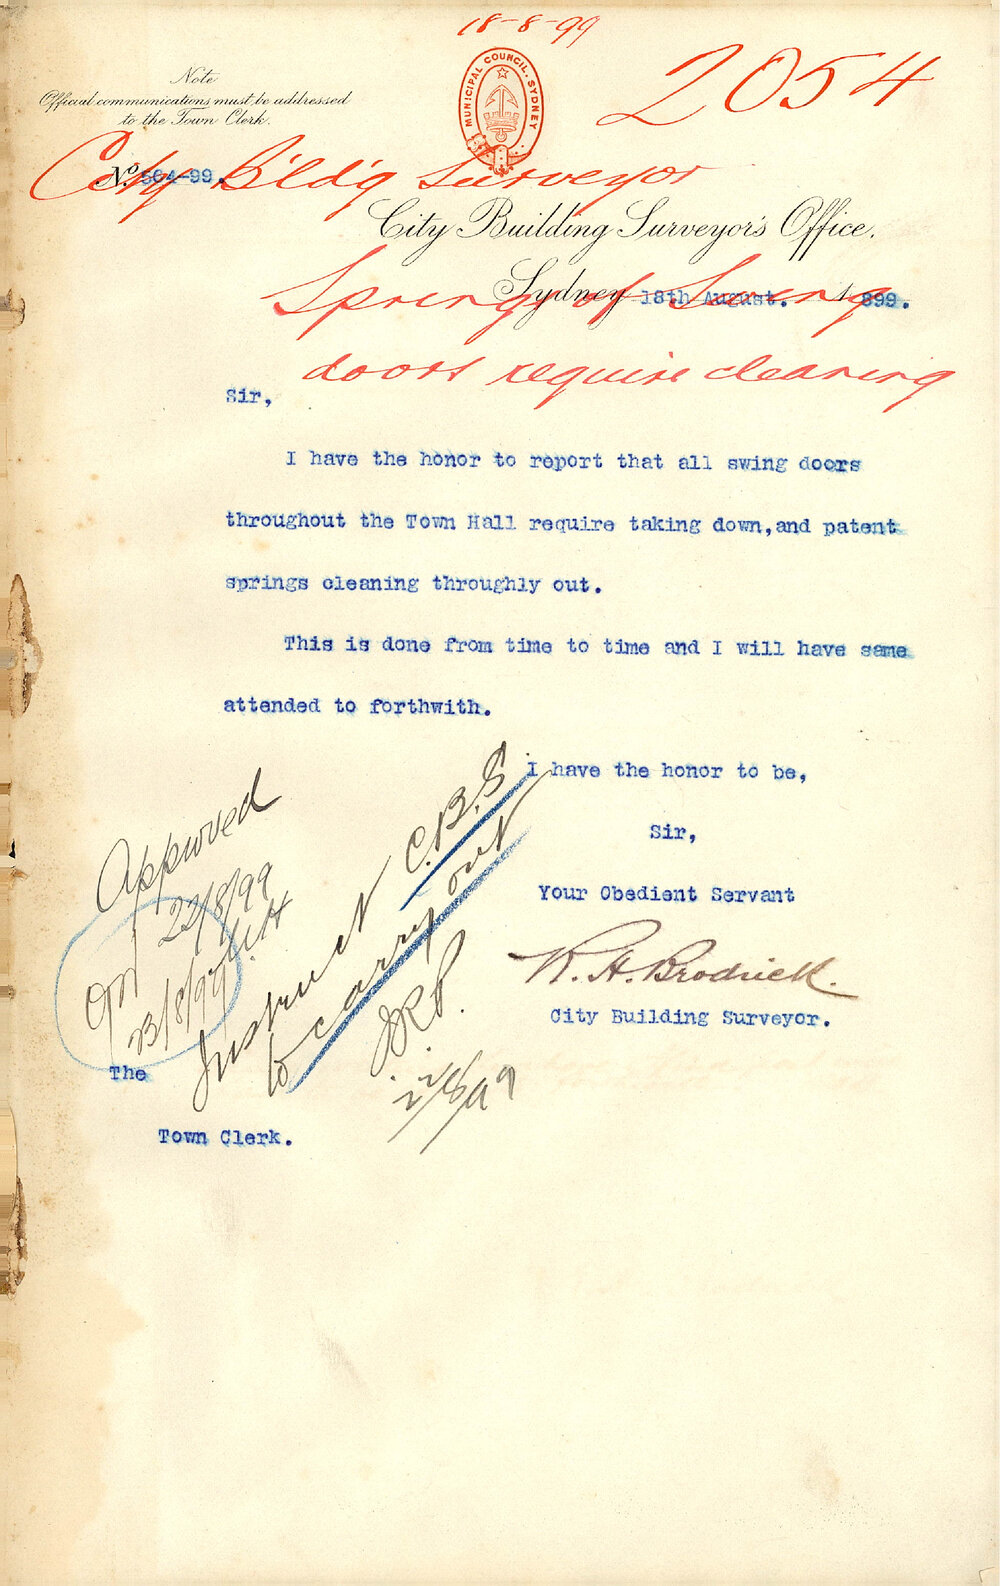 18-8-99
2054
Note
Official communications must be addressed
to the Town Clerk.
MUNICIPAL COUNCIL. SYDNEY
City Bldg Surveyor
No. 564-99.
City Building Surveyor's Office.
Sydney 18th August. 1899.
Springs of Swing
doors require cleaning
Sir,
I have the honor to report that all swing doors
throughout the Town Hall require taking down,and patent
springs cleaning throughly out.
This is done from time to time and I will have same
attended to forthwith.
I have the honor to be,
Sir,
Your Obedient Servant
R. H. Brodrick.
City Building Surveyor.
The
Town Clerk.
Approved
22/8/99
23/8/99
Instruct C.B.S
to carry out
22/8/99